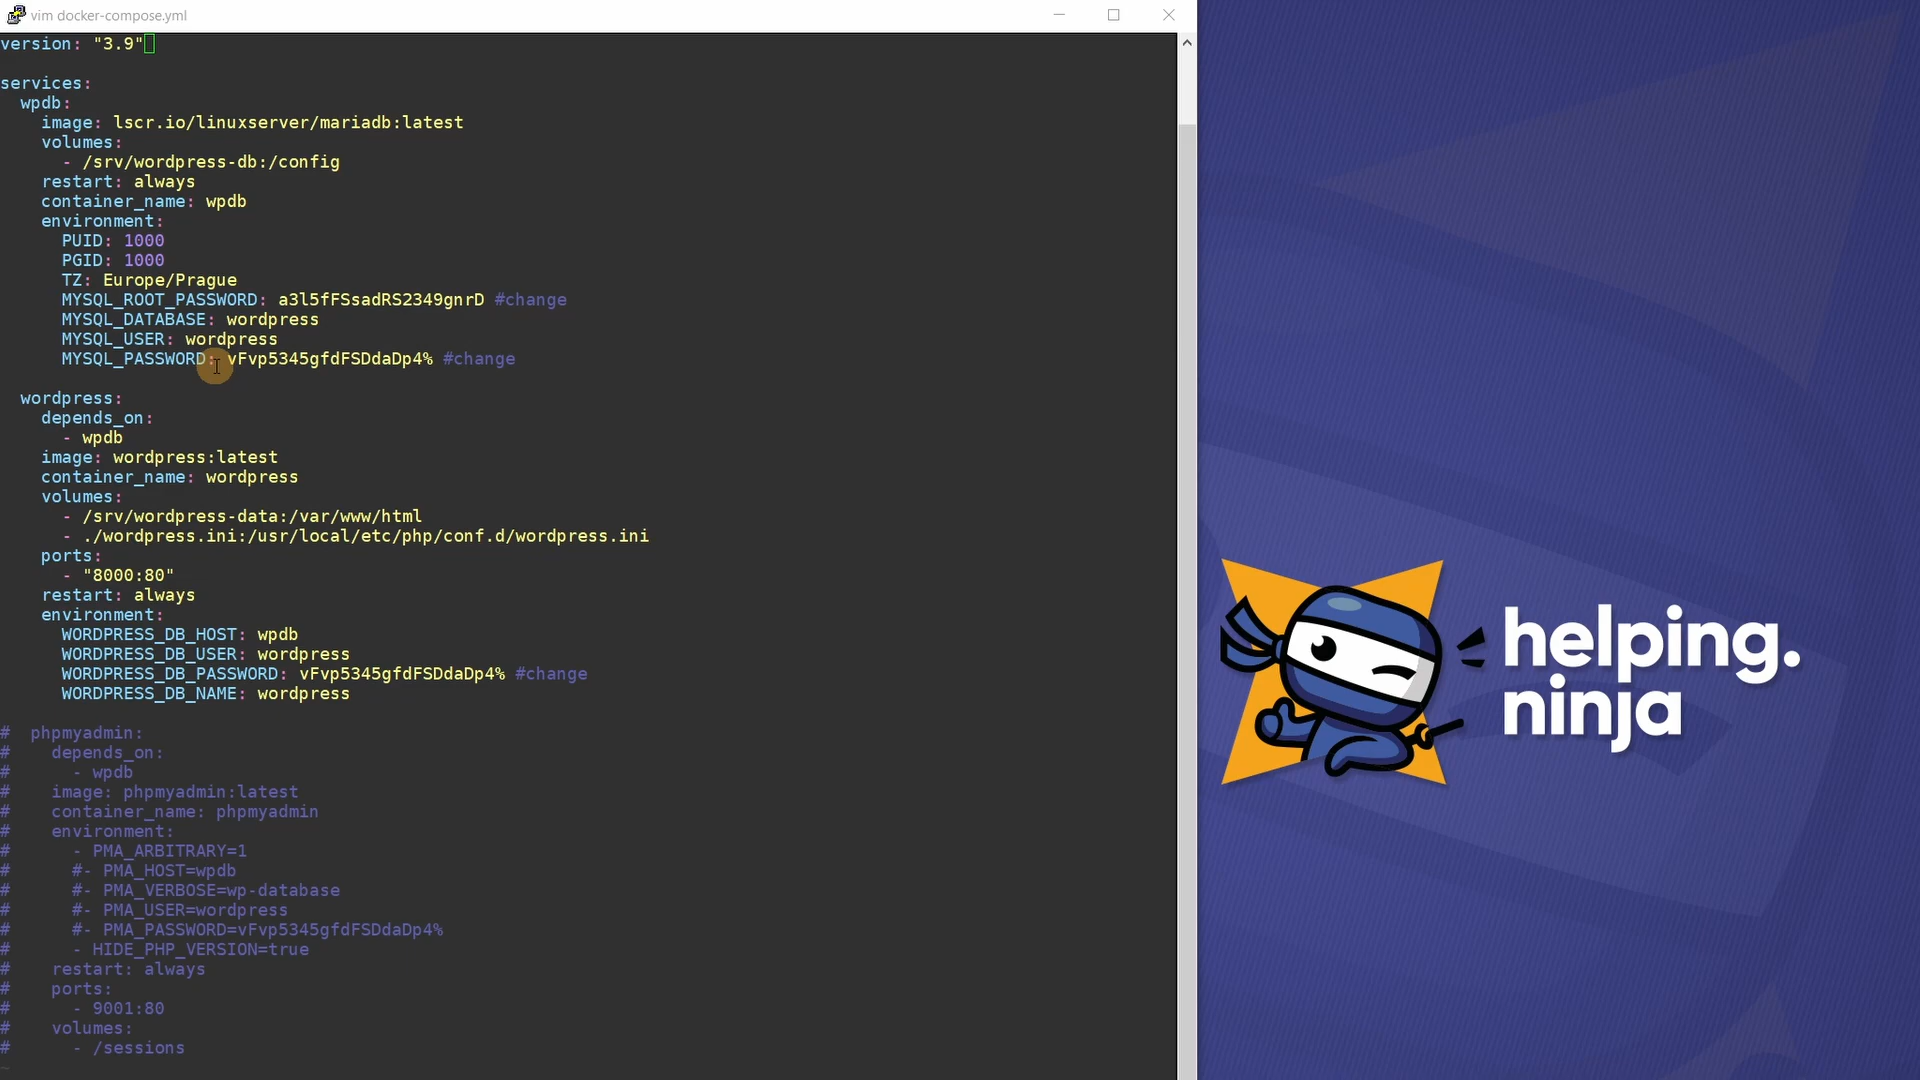 vim docker-compose.yml
version: "3.9"
services:
  wpdb:
    image: lscr.io/linuxserver/mariadb:latest
    volumes:
      - /srv/wordpress-db:/config
    restart: always
    container_name: wpdb
    environment:
      PUID: 1000
      PGID: 1000
      TZ: Europe/Prague
      MYSQL_ROOT_PASSWORD: a3l5fFSsadRS2349gnrD #change
      MYSQL_DATABASE: wordpress
      MYSQL_USER: wordpress
      MYSQL_PASSWORD: vFvp5345gfdFSDdaDp4% #change
  wordpress:
    depends_on:
      - wpdb
    image: wordpress:latest
    container_name: wordpress
    volumes:
      - /srv/wordpress-data:/var/www/html
      - ./wordpress.ini:/usr/local/etc/php/conf.d/wordpress.ini
    ports:
      - "8000:80"
    restart: always
    environment:
      WORDPRESS_DB_HOST: wpdb
      WORDPRESS_DB_USER: wordpress
      WORDPRESS_DB_PASSWORD: vFvp5345gfdFSDdaDp4% #change
      WORDPRESS_DB_NAME: wordpress
#  phpmyadmin:
#    depends_on:
#      - wpdb
#    image: phpmyadmin:latest
#    container_name: phpmyadmin
#    environment:
#      - PMA_ARBITRARY=1
#      #- PMA_HOST=wpdb
#      #- PMA_VERBOSE=wp-database
#      #- PMA_USER=wordpress
#      #- PMA_PASSWORD=vFvp5345gfdFSDdaDp4%
#      - HIDE_PHP_VERSION=true
#    restart: always
#    ports:
#      - 9001:80
#    volumes:
#      - /sessions
~
helping.
ninja